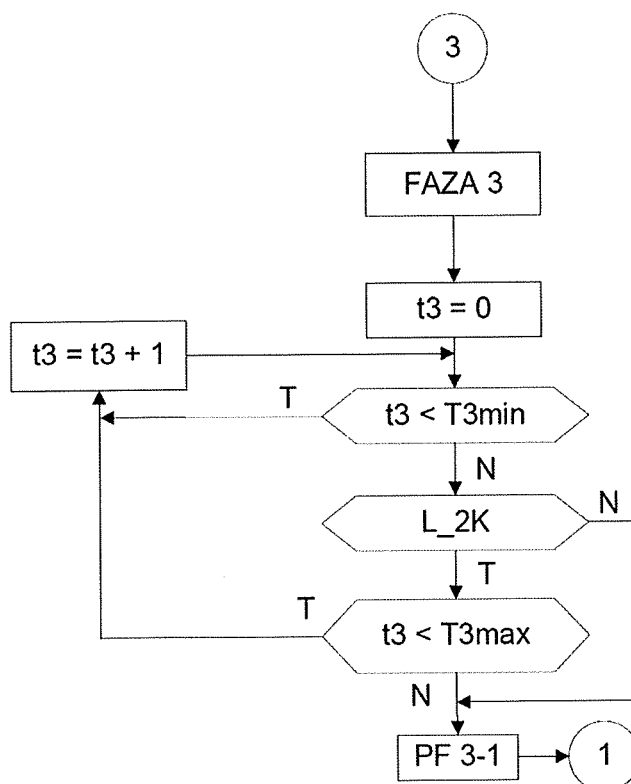 3
FAZA 3
t3 = 0
t3 = t3 + 1
T
t3 < T3min
N
L_2K
N
T
T
t3 < T3max
N
PF 3-1
1